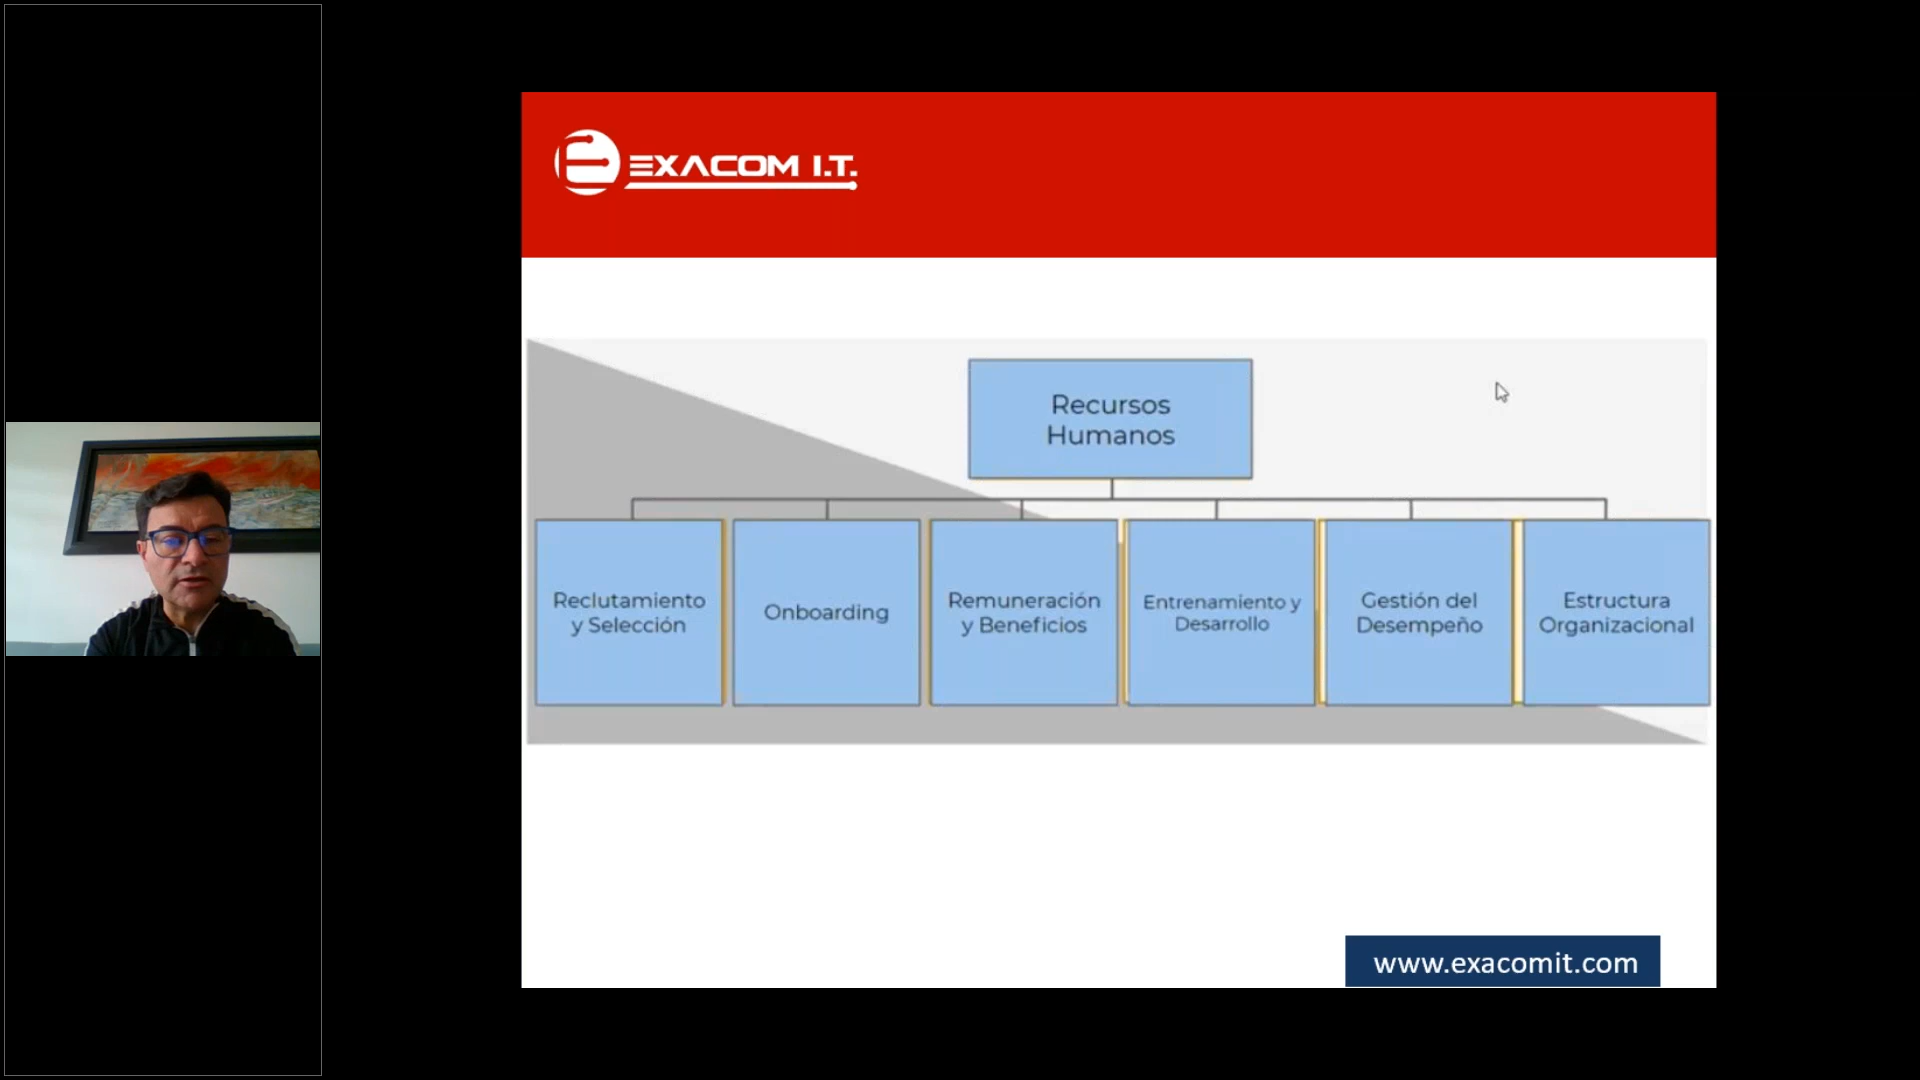 EXACOM I.T.
Recursos
Humanos
Reclutamiento
y Selección
Onboarding
Remuneración
y Beneficios
Entrenamiento y
Desarrollo
Gestión del
Desempeño
Estructura
Organizacional
www.exacomit.com